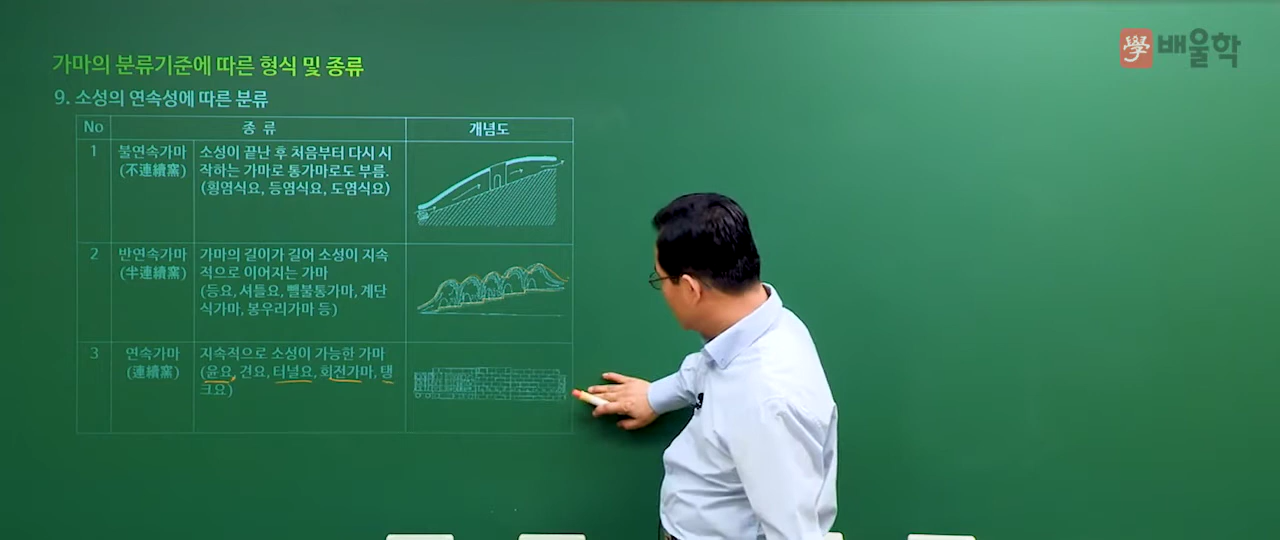 學 배울학
가마의 분류기준에 따른 형식 및 종류
9. 소성의 연속성에 따른 분류
No 종 류 개념도
1 불연속가마 소성이 끝난 후 처음부터 다시 시
(不連續窯) 작하는 가마로 통가마로도 부름.
(횡염식요, 등염식요, 도염식요)
2 반연속가마 가마의 길이가 길어 소성이 지속
(半連續窯) 적으로 이어지는 가마
(등요, 셔틀요, 뺄불통가마, 계단
식가마, 봉우리가마 등)
3 연속가마 지속적으로 소성이 가능한 가마
(連續窯) (윤요, 견요, 터널요, 회전가마, 탱
크요)